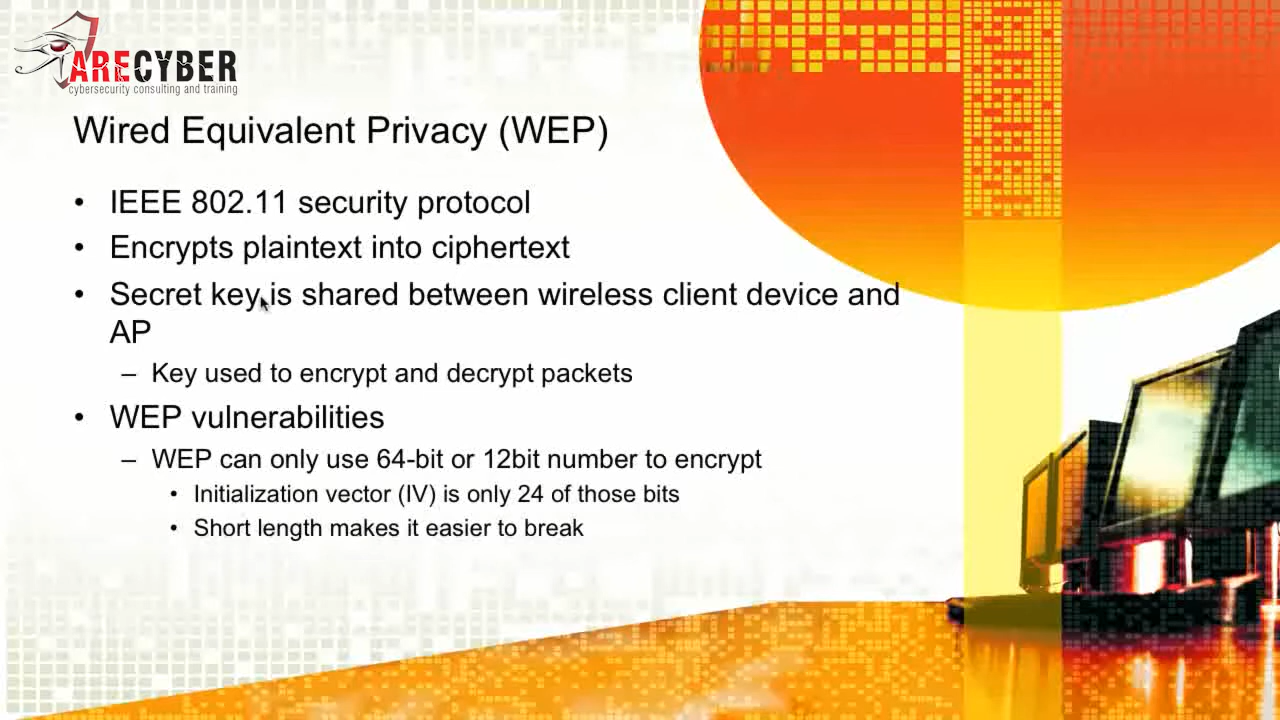 ARECYBER
cybersecurity consulting and training
Wired Equivalent Privacy (WEP)
• IEEE 802.11 security protocol
• Encrypts plaintext into ciphertext
• Secret key is shared between wireless client device and
AP
– Key used to encrypt and decrypt packets
• WEP vulnerabilities
– WEP can only use 64-bit or 12bit number to encrypt
• Initialization vector (IV) is only 24 of those bits
• Short length makes it easier to break